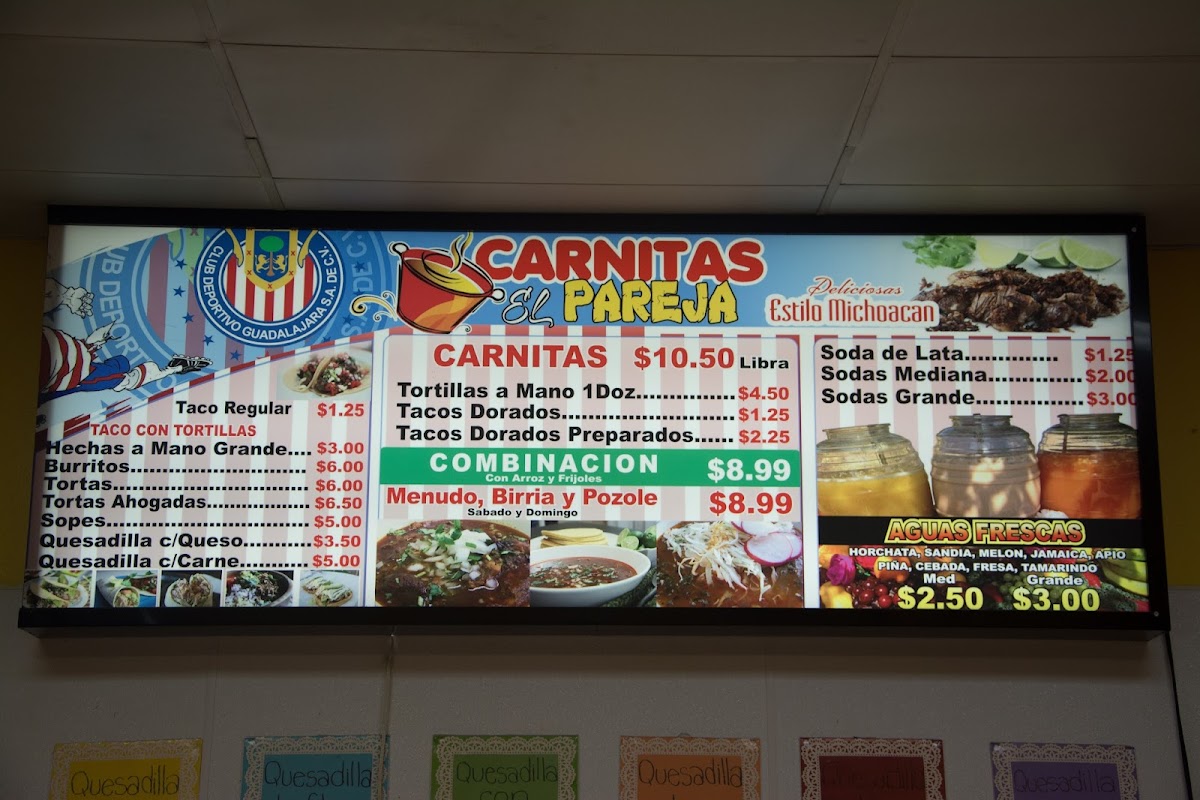 CLUB DEPORTIVO GUADALAJARA S.A. DE C.V.
CARNITAS
EL PAREJA
Deliciosas
Estilo Michoacan
Taco Regular $1.25
TACO CON TORTILLAS
Hechas a Mano Grande.... $3.00
Burritos............................ $6.00
Tortas.............................. $6.00
Tortas Ahogadas................. $6.50
Sopes............................... $5.00
Quesadilla c/Queso............ $3.50
Quesadilla c/Carne............ $5.00
CARNITAS $10.50 Libra
Tortillas a Mano 1Doz................ $4.50
Tacos Dorados.......................... $1.25
Tacos Dorados Preparados...... $2.25
COMBINACION $8.99
Con Arroz y Frijoles
Menudo, Birria y Pozole $8.99
Sabado y Domingo
Soda de Lata.............. $1.25
Sodas Mediana.............. $2.00
Sodas Grande................ $3.00
AGUAS FRESCAS
HORCHATA, SANDIA, MELON, JAMAICA, APIO
PIÑA, CEBADA, FRESA, TAMARINDO
Med Grande
$2.50 $3.00
Quesadilla
Quesadilla
Quesadilla
con
Quesadilla
Quesadilla
Quesadilla